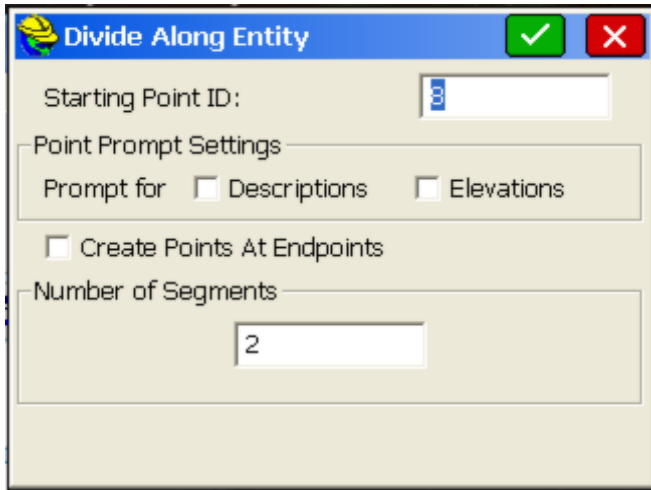 Divide Along Entity
Starting Point ID: 8
Point Prompt Settings
Prompt for Descriptions Elevations
Create Points At Endpoints
Number of Segments
2